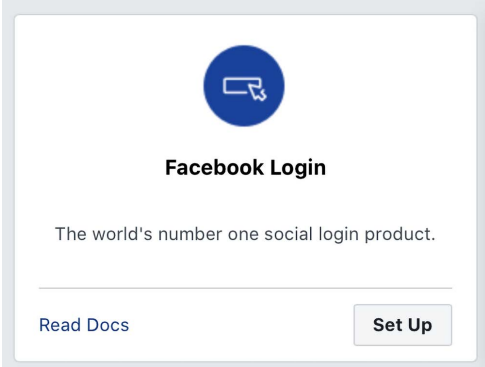 Facebook Login
The world's number one social login product.
Read Docs
Set Up